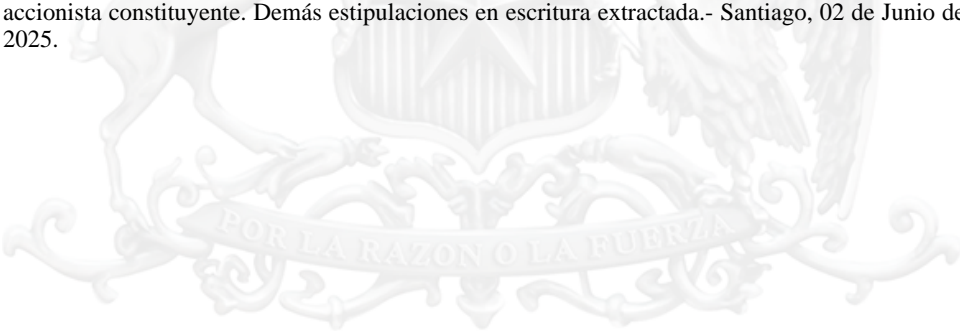 accionista constituyente. Demás estipulaciones en escritura extractada.- Santiago, 02 de Junio de
2025.
POR LA RAZON O LA FUERZA